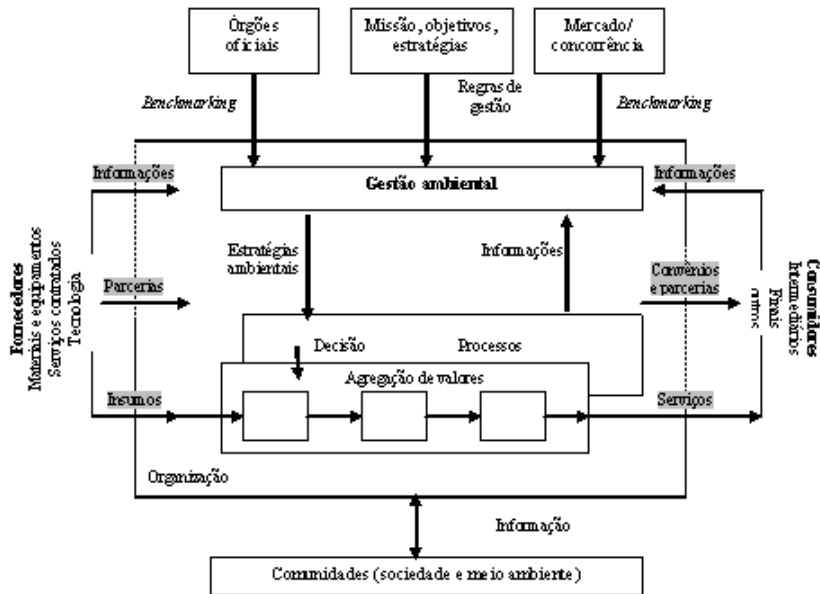 Órgões
oficiais
Missão, objetivos,
estratégias
Mercado/
concorrência
Benchmarking
Regras de
gestão
Benchmarking
Informações
Gestão ambiental
Informações
Estratégias
ambientais
Informações
Fornecedores
Materiais e equipamentos
Serviços contratados
Tecnologia
Parcerias
Convênios
e parcerias
Consumidores
Intermediários
Finais
outros
Decisão
Processos
Agregação de valores
Insumos
Serviços
Organização
Informação
Comunidades (sociedade e meio ambiente)